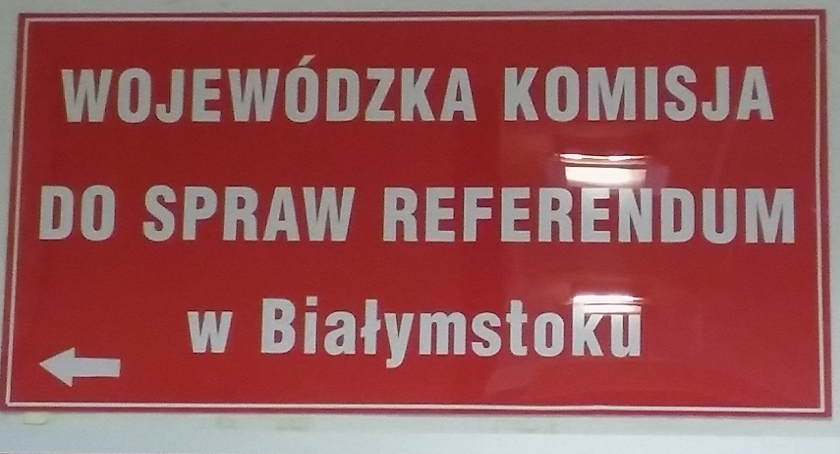 WOJEWÓDZKA KOMISJA
DO SPRAW REFERENDUM
w Białymstoku